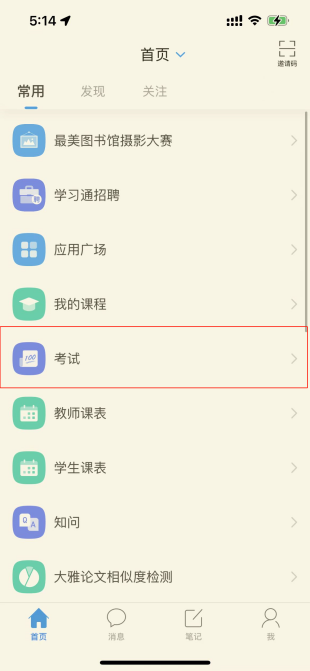 5:14
首页
邀请码
常用
发现
关注
最美图书馆摄影大赛
学习通招聘
应用广场
我的课程
100
考试
教师课表
学生课表
Q
A
知问
大雅论文相似度检测
首页
消息
笔记
我